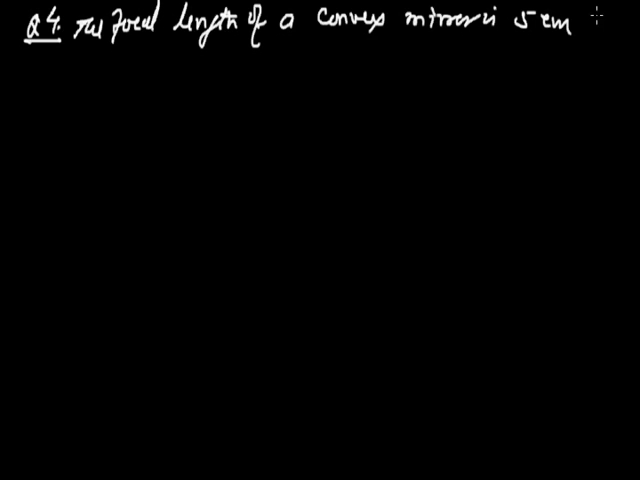 Q4. The focal length of a convex mirror is 5 cm